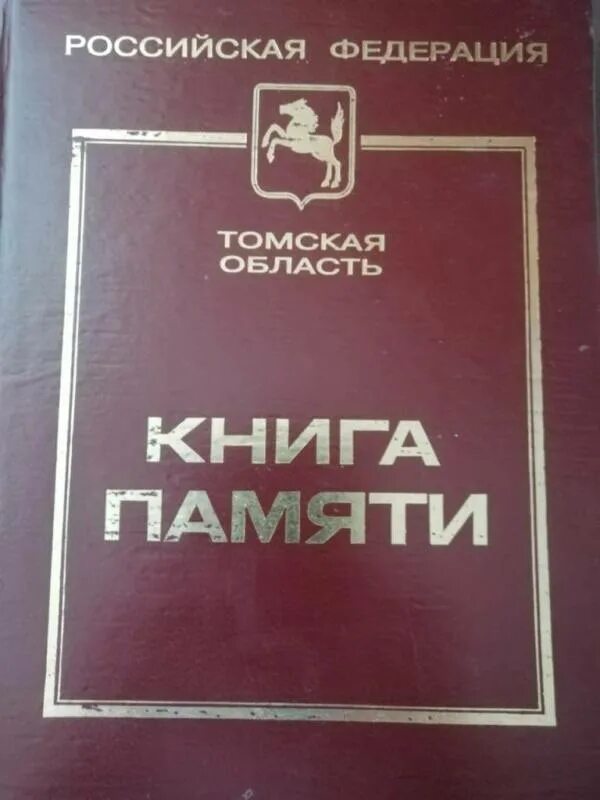 РОССИЙСКАЯ ФЕДЕРАЦИЯ
ТОМСКАЯ
ОБЛАСТЬ
КНИГА
ПАМЯТИ